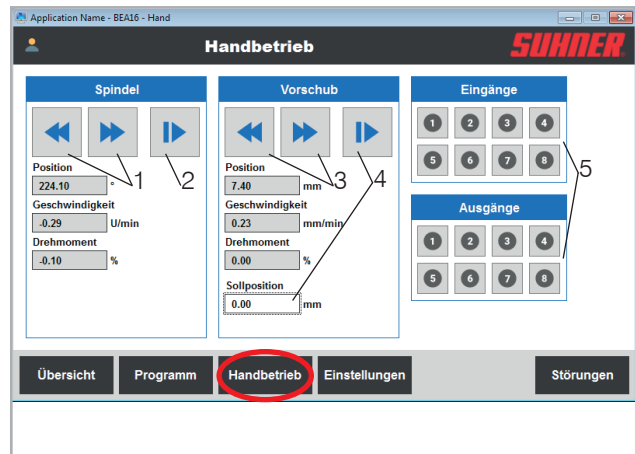 Application Name - BEA16 - Hand
Handbetrieb
SUHNER
Spindel
Position
224.10 °
Geschwindigkeit
-0.29 U/min
Drehmoment
-0.10 %
1
2
Vorschub
Position
7.40 mm
Geschwindigkeit
0.23 mm/min
Drehmoment
0.00 %
Sollposition
0.00 mm
3
4
Eingänge
1 2 3 4
5 6 7 8
Ausgänge
1 2 3 4
5 6 7 8
5
Übersicht Programm Handbetrieb Einstellungen Störungen